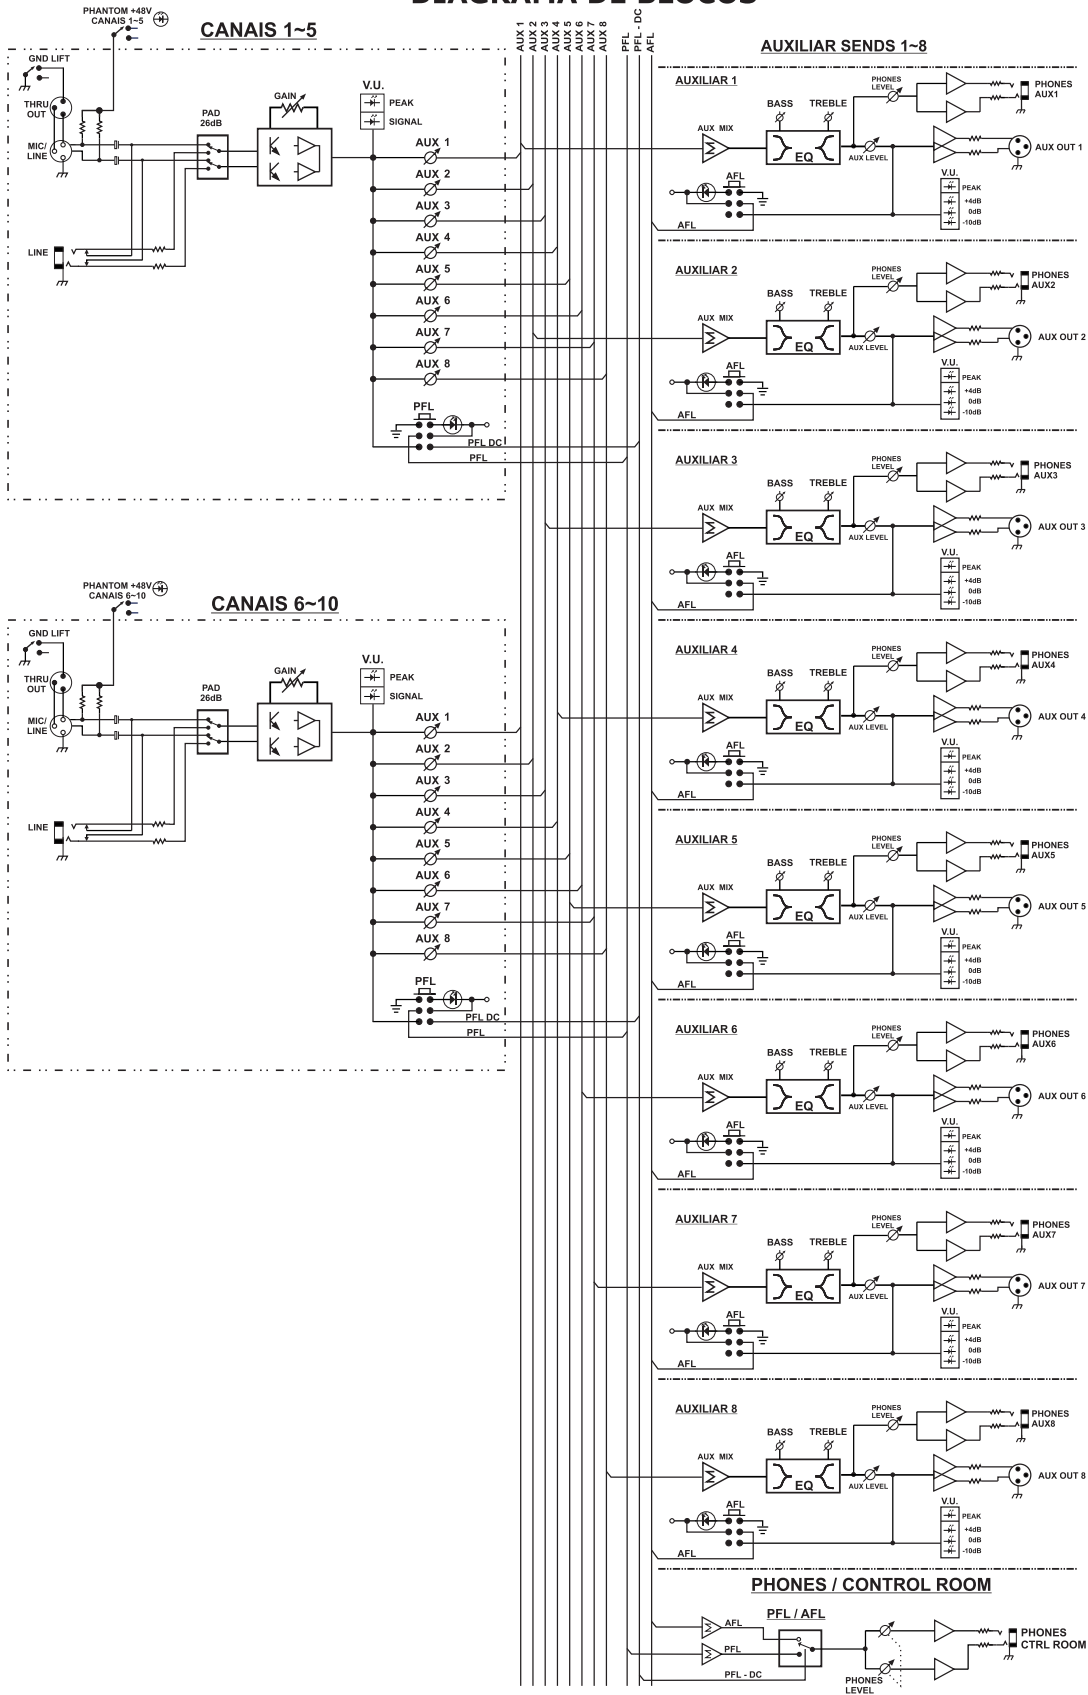 DIAGRAMA DE BLOCOS
PHANTOM +48V
CANAIS 1~5
CANAIS 1~5
GND LIFT
THRU
OUT
MIC/
LINE
LINE
PAD
26dB
GAIN
V.U.
PEAK
SIGNAL
AUX 1
AUX 2
AUX 3
AUX 4
AUX 5
AUX 6
AUX 7
AUX 8
PFL
PFL DC
PFL
PHANTOM +48V
CANAIS 6~10
CANAIS 6~10
GND LIFT
THRU
OUT
MIC/
LINE
LINE
PAD
26dB
GAIN
V.U.
PEAK
SIGNAL
AUX 1
AUX 2
AUX 3
AUX 4
AUX 5
AUX 6
AUX 7
AUX 8
PFL
PFL DC
PFL
AUX 1
AUX 2
AUX 3
AUX 4
AUX 5
AUX 6
AUX 7
AUX 8
PFL
PFL - DC
AFL
AUXILIAR SENDS 1~8
AUXILIAR 1
AUX MIX
BASS
TREBLE
EQ
PHONES
LEVEL
AUX LEVEL
PHONES
AUX1
AUX OUT 1
AFL
AFL
V.U.
PEAK
+4dB
0dB
-10dB
AUXILIAR 2
AUX MIX
BASS
TREBLE
EQ
PHONES
LEVEL
AUX LEVEL
PHONES
AUX2
AUX OUT 2
AFL
AFL
V.U.
PEAK
+4dB
0dB
-10dB
AUXILIAR 3
AUX MIX
BASS
TREBLE
EQ
PHONES
LEVEL
AUX LEVEL
PHONES
AUX3
AUX OUT 3
AFL
AFL
V.U.
PEAK
+4dB
0dB
-10dB
AUXILIAR 4
AUX MIX
BASS
TREBLE
EQ
PHONES
LEVEL
AUX LEVEL
PHONES
AUX4
AUX OUT 4
AFL
AFL
V.U.
PEAK
+4dB
0dB
-10dB
AUXILIAR 5
AUX MIX
BASS
TREBLE
EQ
PHONES
LEVEL
AUX LEVEL
PHONES
AUX5
AUX OUT 5
AFL
AFL
V.U.
PEAK
+4dB
0dB
-10dB
AUXILIAR 6
AUX MIX
BASS
TREBLE
EQ
PHONES
LEVEL
AUX LEVEL
PHONES
AUX6
AUX OUT 6
AFL
AFL
V.U.
PEAK
+4dB
0dB
-10dB
AUXILIAR 7
AUX MIX
BASS
TREBLE
EQ
PHONES
LEVEL
AUX LEVEL
PHONES
AUX7
AUX OUT 7
AFL
AFL
V.U.
PEAK
+4dB
0dB
-10dB
AUXILIAR 8
AUX MIX
BASS
TREBLE
EQ
PHONES
LEVEL
AUX LEVEL
PHONES
AUX8
AUX OUT 8
AFL
AFL
V.U.
PEAK
+4dB
0dB
-10dB
PHONES / CONTROL ROOM
PFL / AFL
AFL
PFL
PFL - DC
PHONES
LEVEL
PHONES
CTRL ROOM